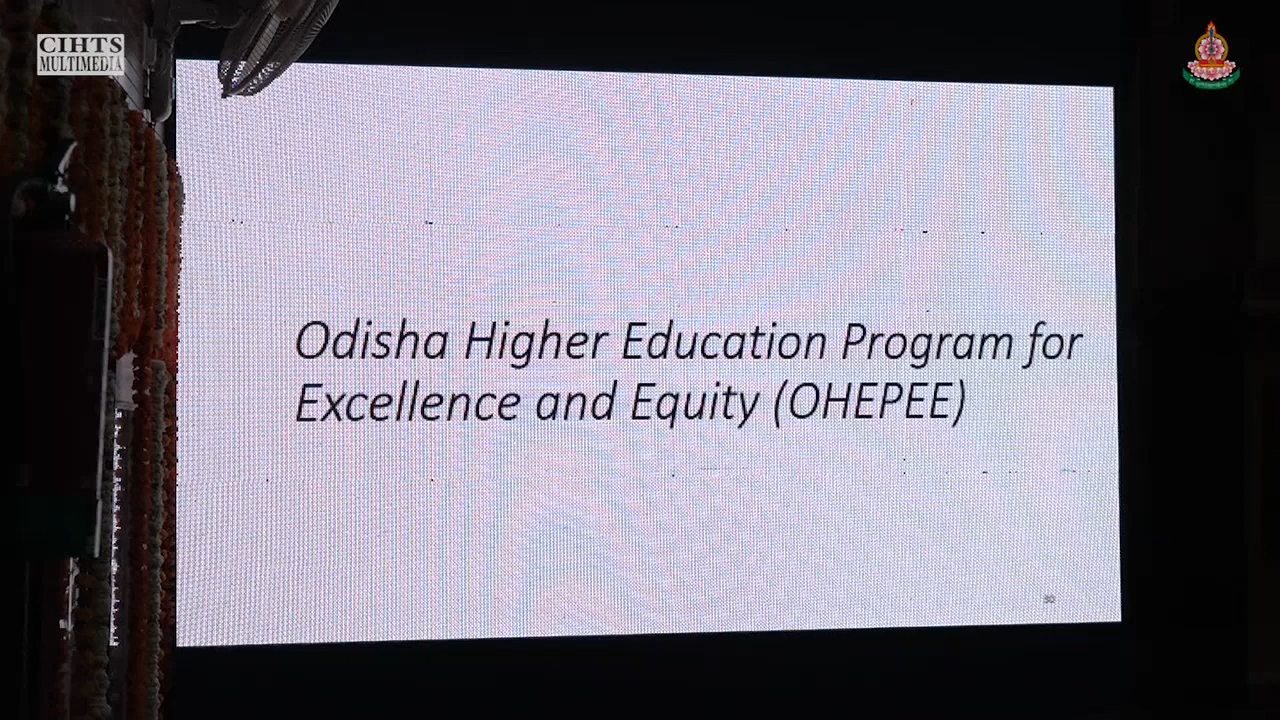 CIHTS
MULTIMEDIA
Odisha Higher Education Program for
Excellence and Equity (OHEPEE)